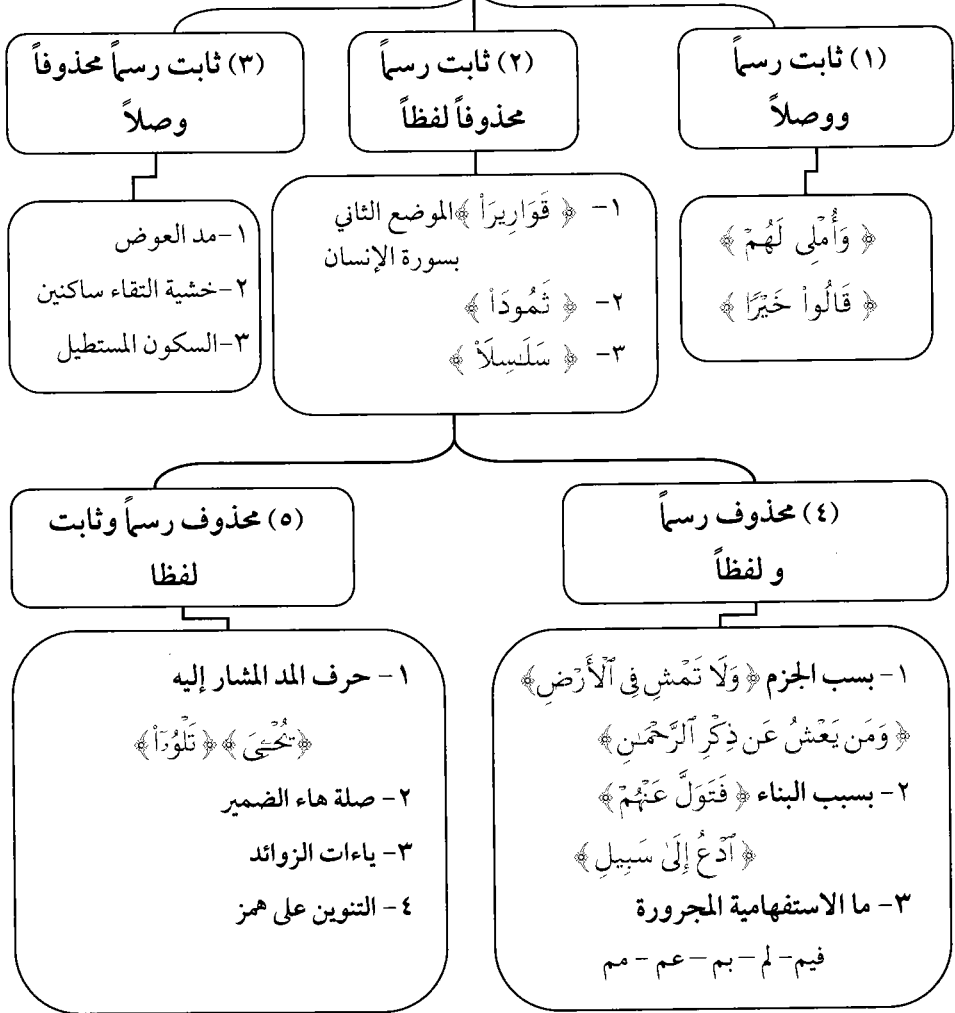 (١) ثابت رسماً
ووصلاً
﴿ وَأُمْلِي لَهُمْ ﴾
﴿ قَالُواْ خَيْرًا ﴾
(٢) ثابت رسماً
محذوفاً لفظاً
١- ﴿ قَوَارِيرَاْ ﴾الموضع الثاني
بسورة الإنسان
٢- ﴿ ثَمُودَاْ ﴾
٣- ﴿ سَلَـٰسِلَاْ ﴾
(٣) ثابت رسماً محذوفاً
وصلاً
١-مد العوض
٢-خشية التقاء ساكنين
٣-السكون المستطيل
(٤) محذوف رسماً
و لفظاً
١- بسب الجزم ﴿ وَلَا تَمْشِ فِي ٱلْأَرْضِ﴾
﴿ وَمَن يَعْشُ عَن ذِكْرِ ٱلرَّحْمَـٰنِ﴾
٢- بسبب البناء ﴿ فَتَوَلَّ عَنْهُمْ﴾
﴿ ٱدْعُ إِلَىٰ سَبِيلِ ﴾
٣- ما الاستفهامية المجرورة
فيم- لم – بم – عم – مم
(٥) محذوف رسماً وثابت
لفظا
١- حرف المد المشار إليه
﴿نُحْـِۧيَ﴾﴿تَلْوُۥٓاْ﴾
٢- صلة هاء الضمير
٣- ياءات الزوائد
٤- التنوين على همز